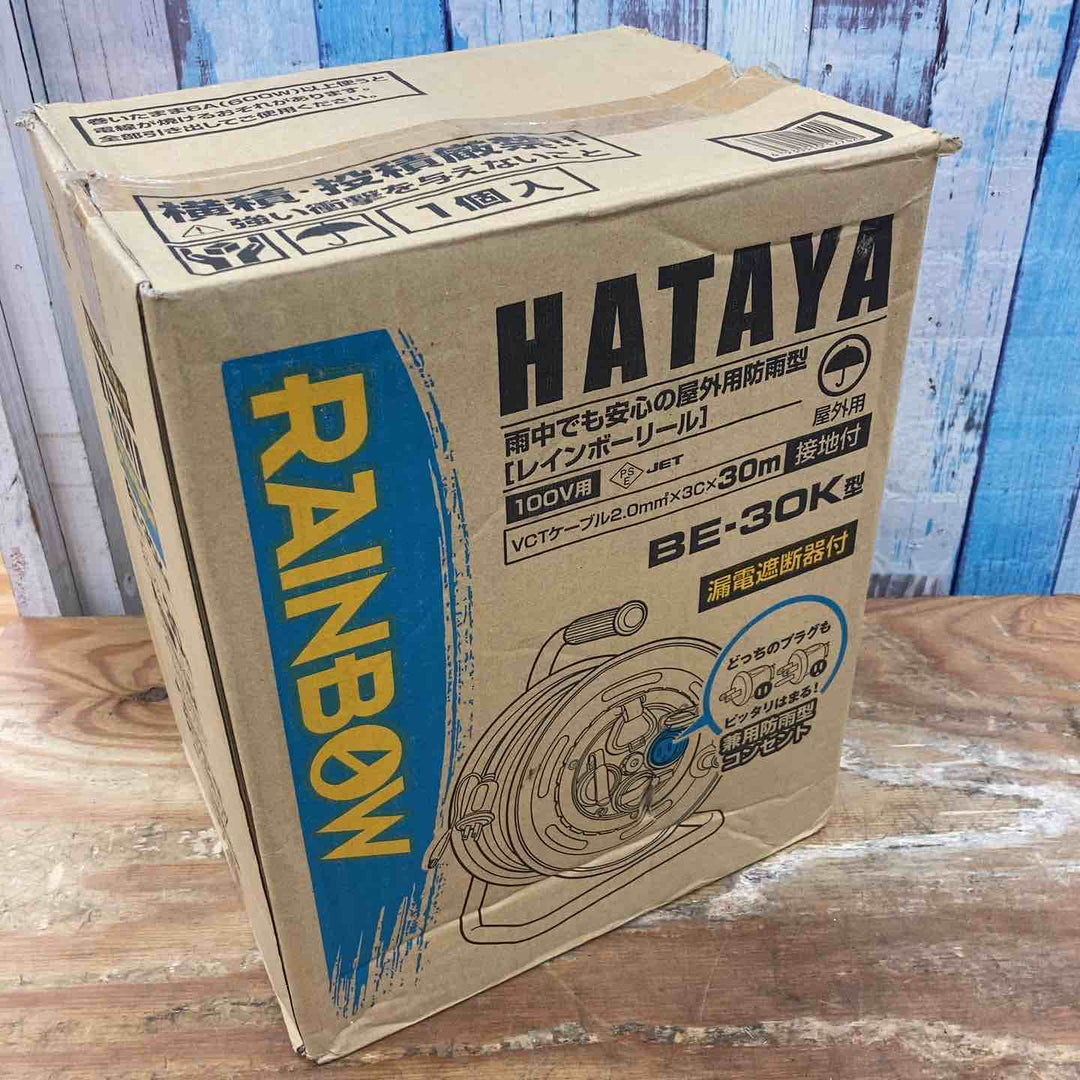 巻いたまま6A(600W)以上使うと
電線が焼けるおそれがあります。
全部引き出してご使用ください。
横積・投積厳禁!!
強い衝撃を与えないこと
1個入
HATAYA
雨中でも安心の屋外用防雨型
[レインボーリール]
屋外用
100V用
PS
E
JET
VCTケーブル2.0m㎡×3C×30m
接地付
BE-30K型
漏電遮断器付
RAINBOW
どっちのプラグも
ピッタリはまる!
兼用防雨型
コンセント